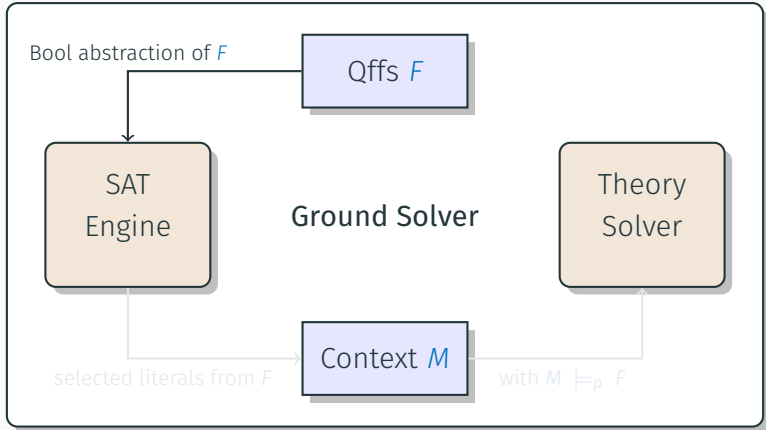 Bool abstraction of F
Qffs F
SAT
Engine
Ground Solver
Theory
Solver
Context M
selected literals from F
with M ⊨p F